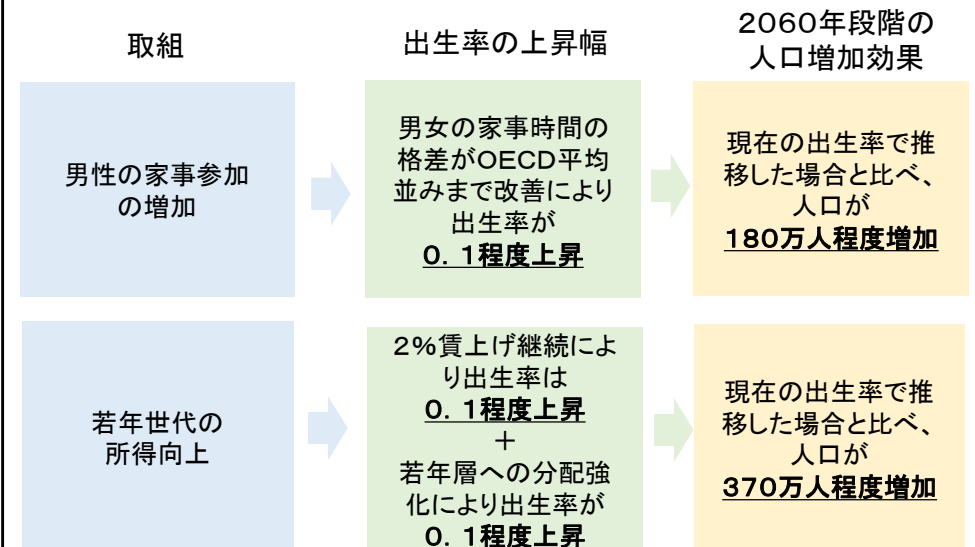 取組
出生率の上昇幅
2060年段階の
人口増加効果
男性の家事参加
の増加
男女の家事時間の
格差がOECD平均
並みまで改善により
出生率が
0．1程度上昇
現在の出生率で推
移した場合と比べ、
人口が
180万人程度増加
若年世代の
所得向上
2%賃上げ継続によ
り出生率は
0．1程度上昇
＋
若年層への分配強
化により出生率が
0．1程度上昇
現在の出生率で推
移した場合と比べ、
人口が
370万人程度増加